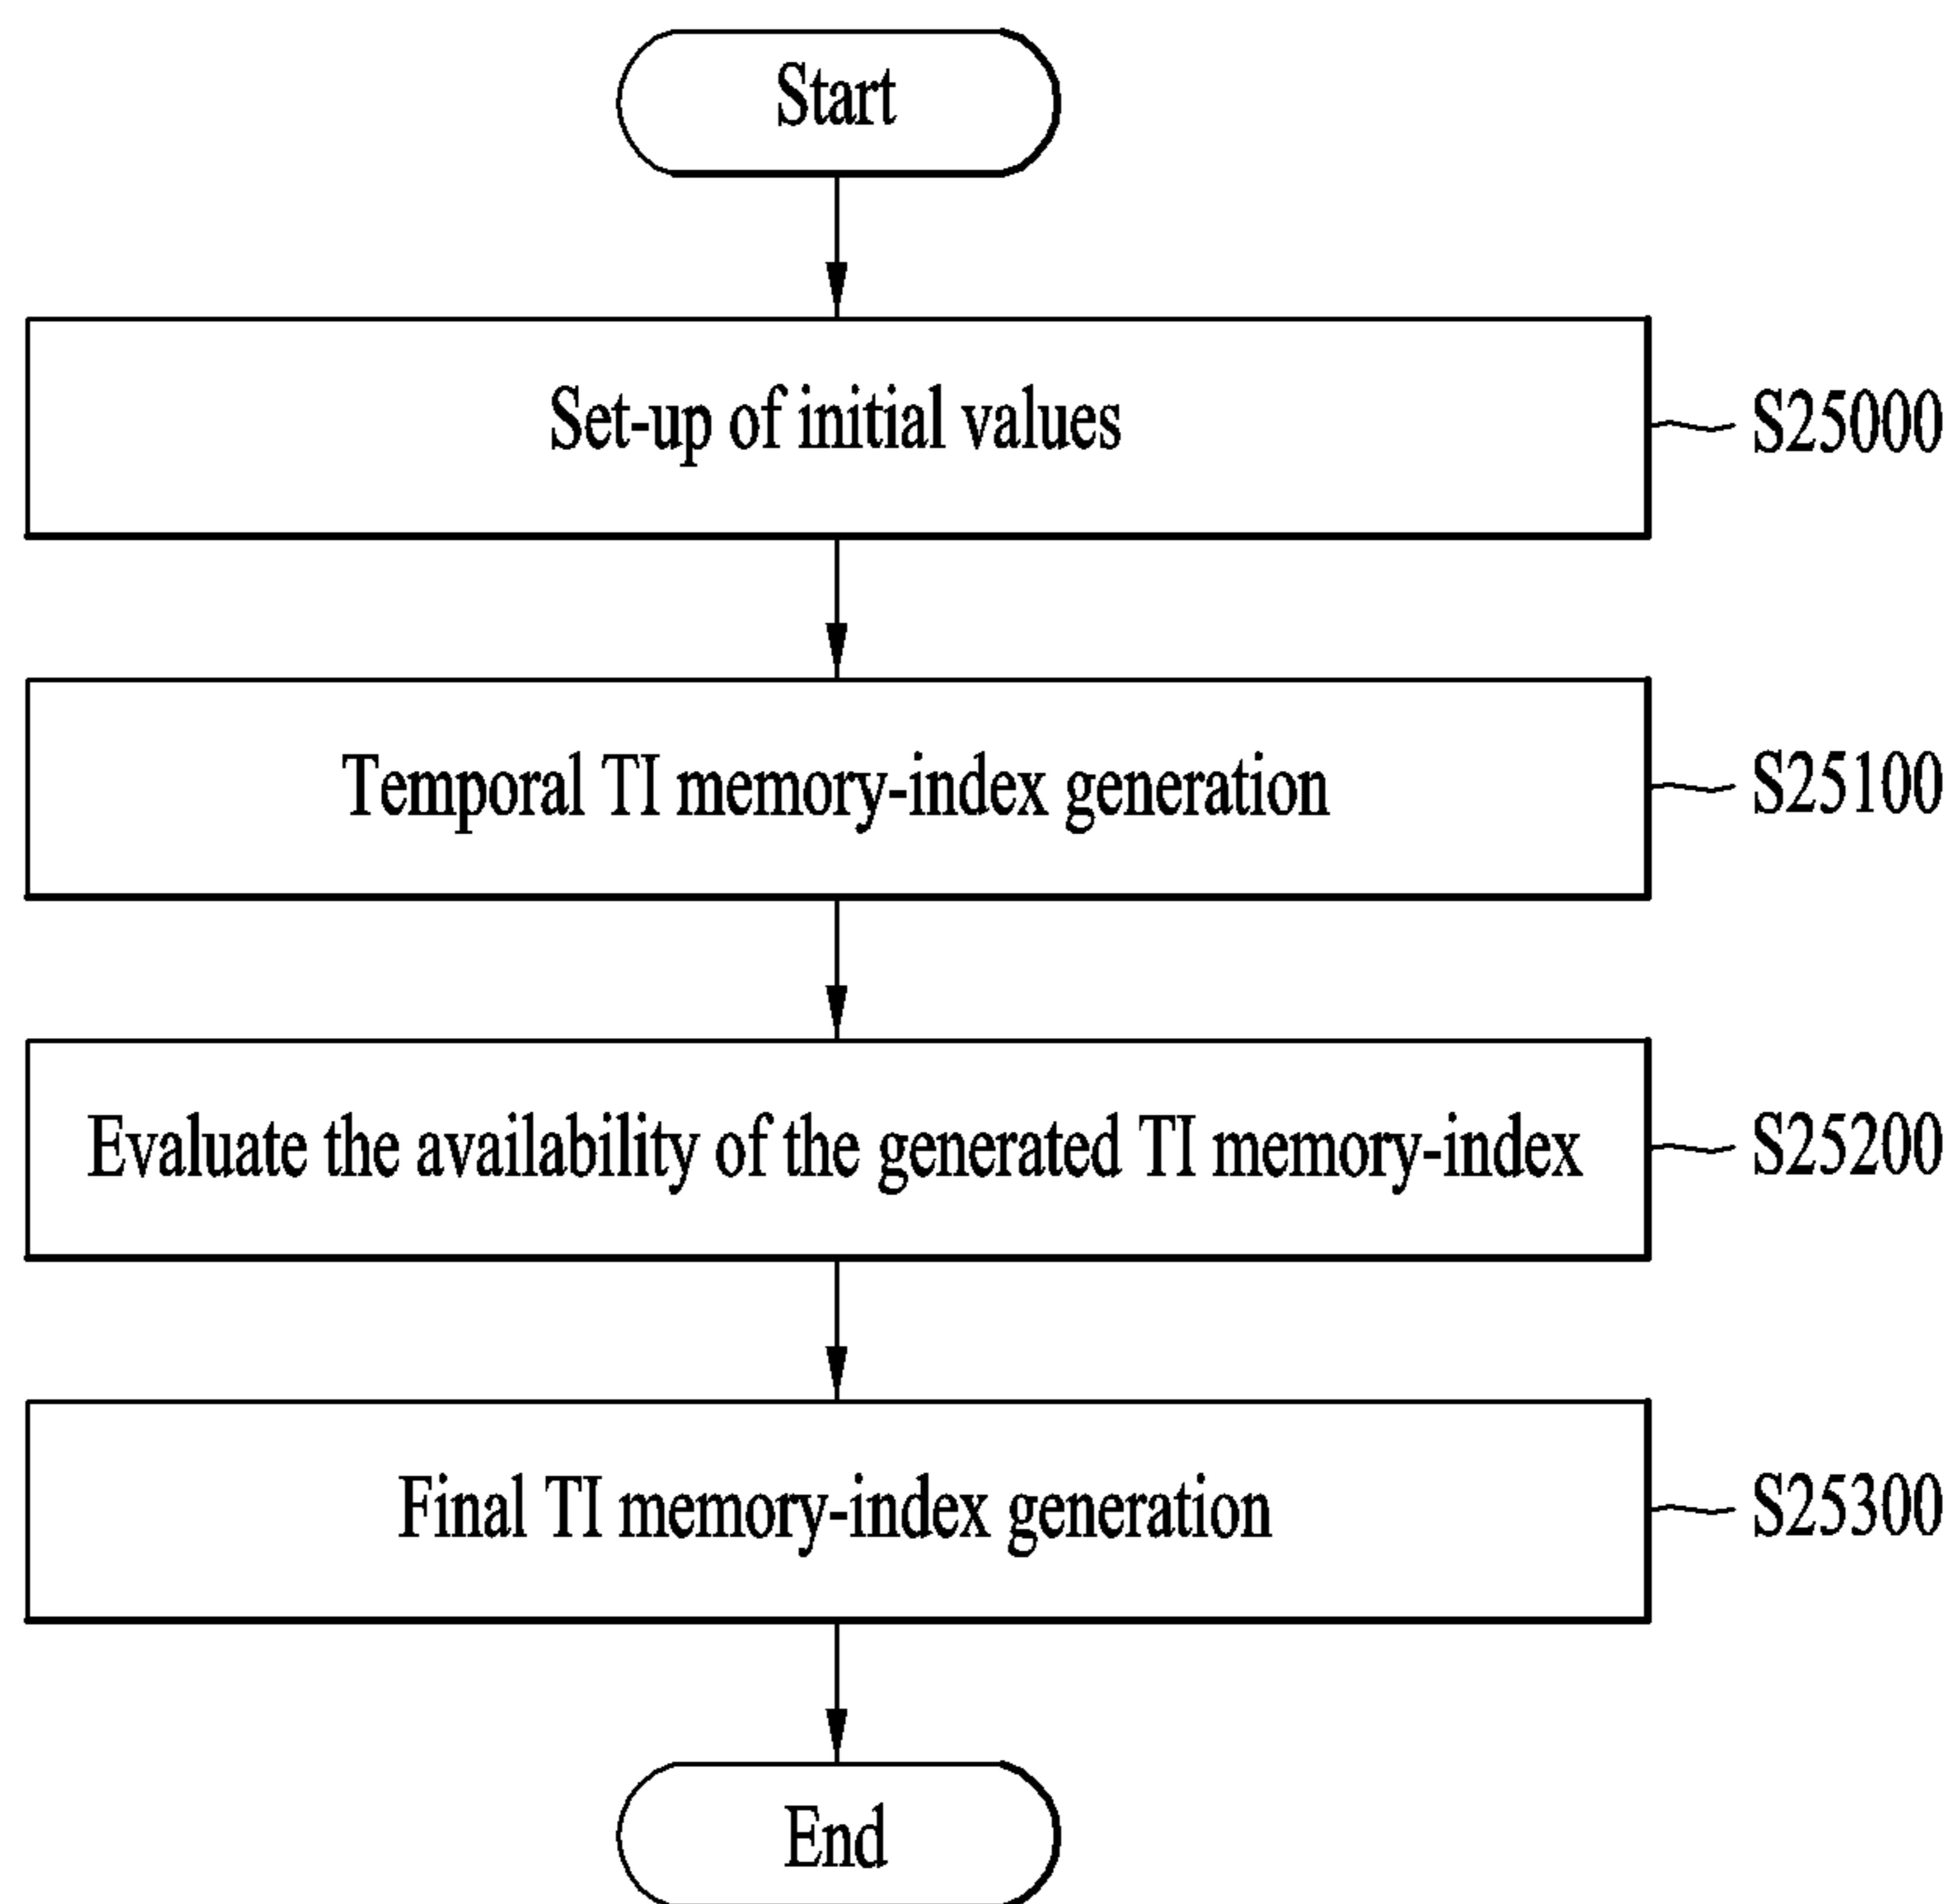 Start
Set-up of initial values
S25000
Temporal TI memory-index generation
S25100
Evaluate the availability of the generated TI memory-index
S25200
Final TI memory-index generation
S25300
End